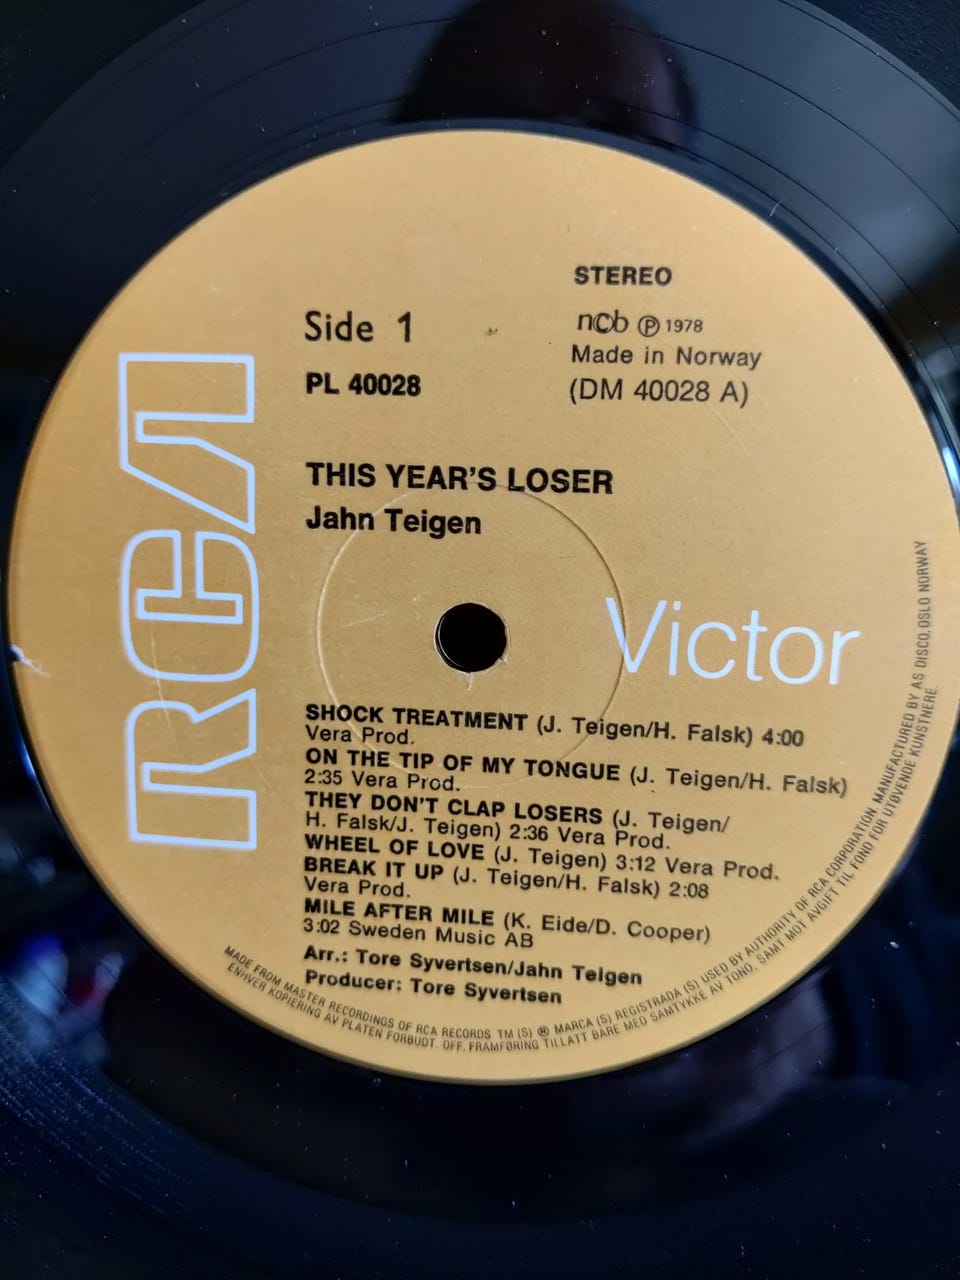 STEREO
Side 1
ncb Ⓟ 1978
Made in Norway
PL 40028
(DM 40028 A)
RCA
THIS YEAR'S LOSER
Jahn Teigen
Victor
SHOCK TREATMENT (J. Teigen/H. Falsk) 4:00
Vera Prod.
ON THE TIP OF MY TONGUE (J. Teigen/H. Falsk)
2:35 Vera Prod.
THEY DON'T CLAP LOSERS (J. Teigen/
H. Falsk/J. Teigen) 2:36 Vera Prod.
WHEEL OF LOVE (J. Teigen) 3:12 Vera Prod.
BREAK IT UP (J. Teigen/H. Falsk) 2:08
Vera Prod.
MILE AFTER MILE (K. Eide/D. Cooper)
3:02 Sweden Music AB
Arr.: Tore Syvertsen/Jahn Teigen
Producer: Tore Syvertsen
MADE FROM MASTER RECORDINGS OF RCA RECORDS TM (S) ® MARCA (S) REGISTRADA (S) USED BY AUTHORITY OF RCA CORPORATION MANUFACTURED BY AS DISCO, OSLO NORWAY
ENHVER KOPIERING AV PLATEN FORBUDT. OFF. FRAMFØRING TILLATT BARE MED SAMTYKKE AV TONO, SAMT MOT AVGIFT TIL FOND FOR UTØVENDE KUNSTNERE.